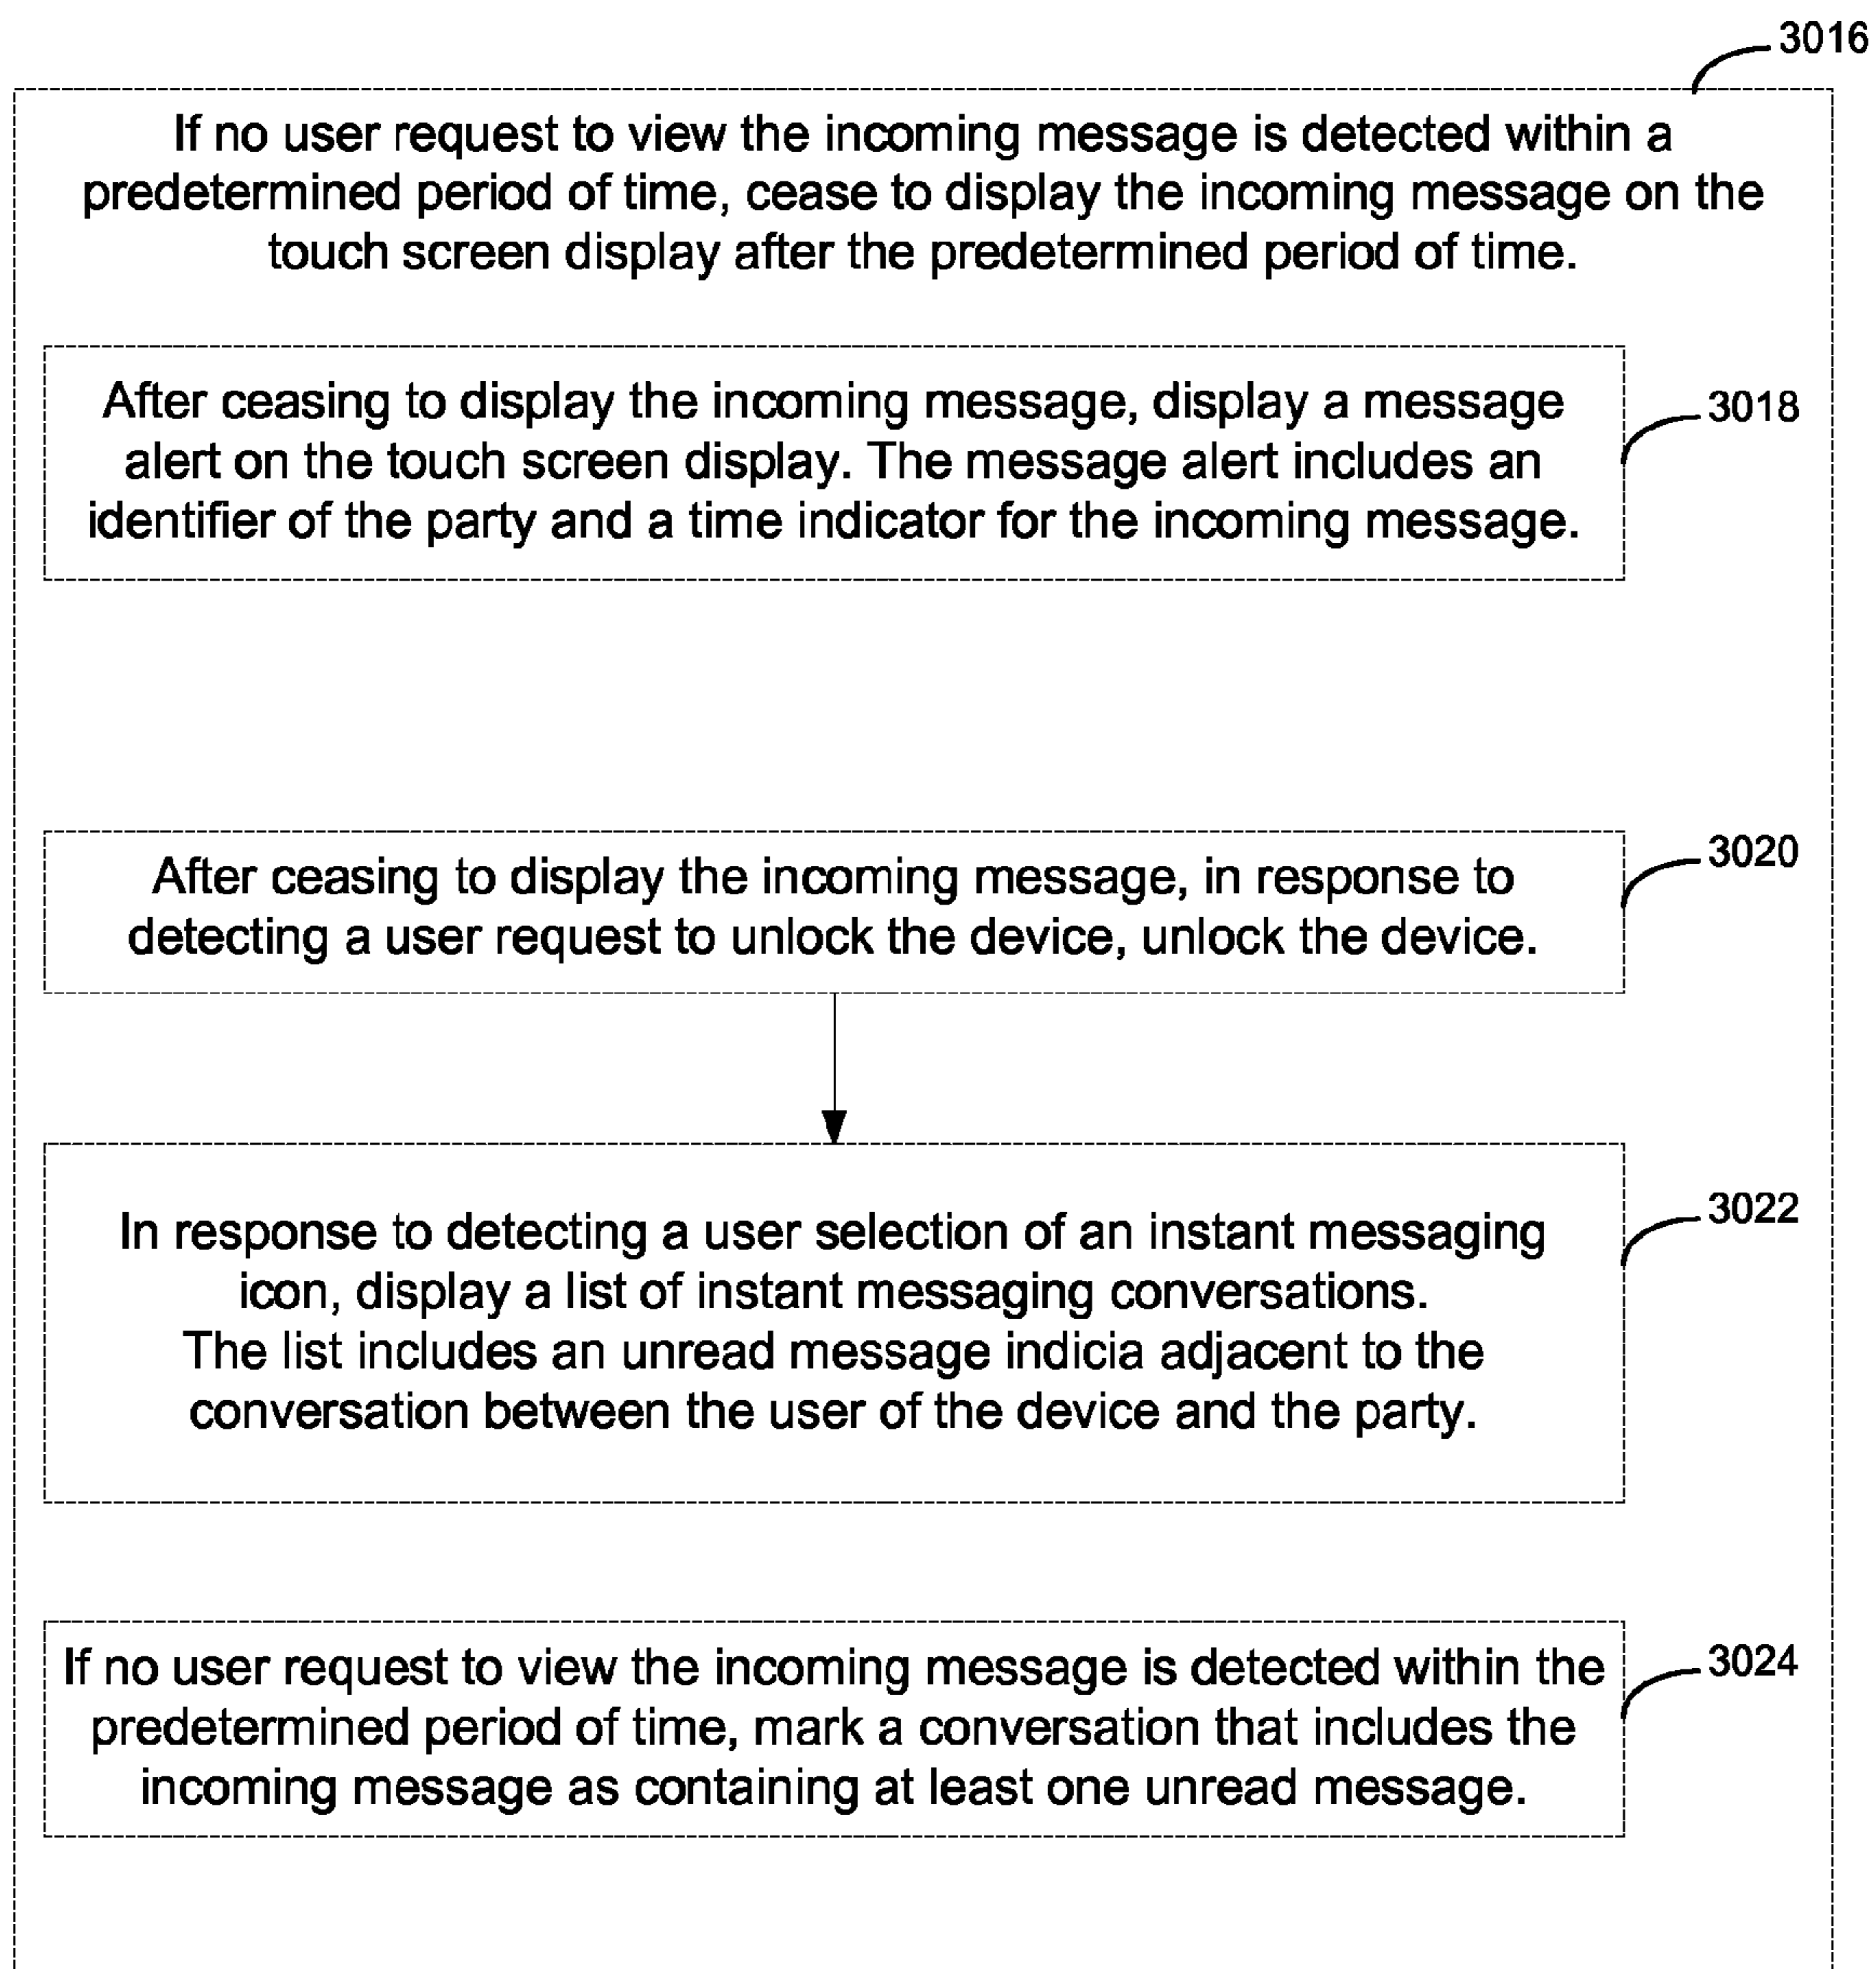 3016
If no user request to view the incoming message is detected within a
predetermined period of time, cease to display the incoming message on the
touch screen display after the predetermined period of time.
After ceasing to display the incoming message, display a message
alert on the touch screen display. The message alert includes an
identifier of the party and a time indicator for the incoming message.
3018
After ceasing to display the incoming message, in response to
detecting a user request to unlock the device, unlock the device.
3020
In response to detecting a user selection of an instant messaging
icon, display a list of instant messaging conversations.
The list includes an unread message indicia adjacent to the
conversation between the user of the device and the party.
3022
If no user request to view the incoming message is detected within the
predetermined period of time, mark a conversation that includes the
incoming message as containing at least one unread message.
3024